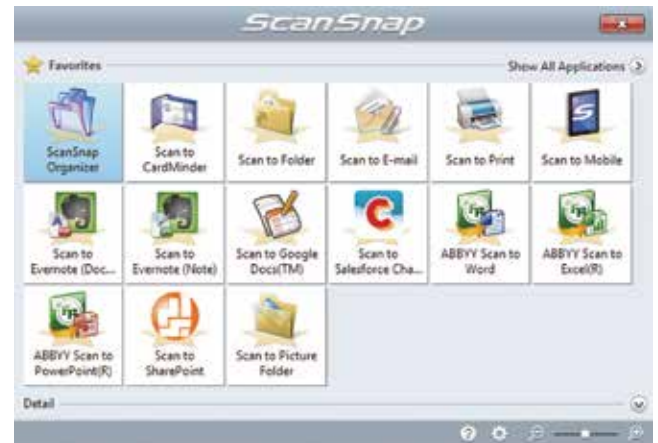 ScanSnap
Favorites
Show All Applications
ScanSnap
Organizer
Scan to
CardMinder
Scan to Folder
Scan to E-mail
Scan to Print
Scan to Mobile
Scan to
Evernote (Doc...
Scan to
Evernote (Note)
Scan to Google
Docs(TM)
Scan to
Salesforce Cha...
ABBYY Scan to
Word
ABBYY Scan to
Excel(R)
ABBYY Scan to
PowerPoint(R)
Scan to
SharePoint
Scan to Picture
Folder
Detail